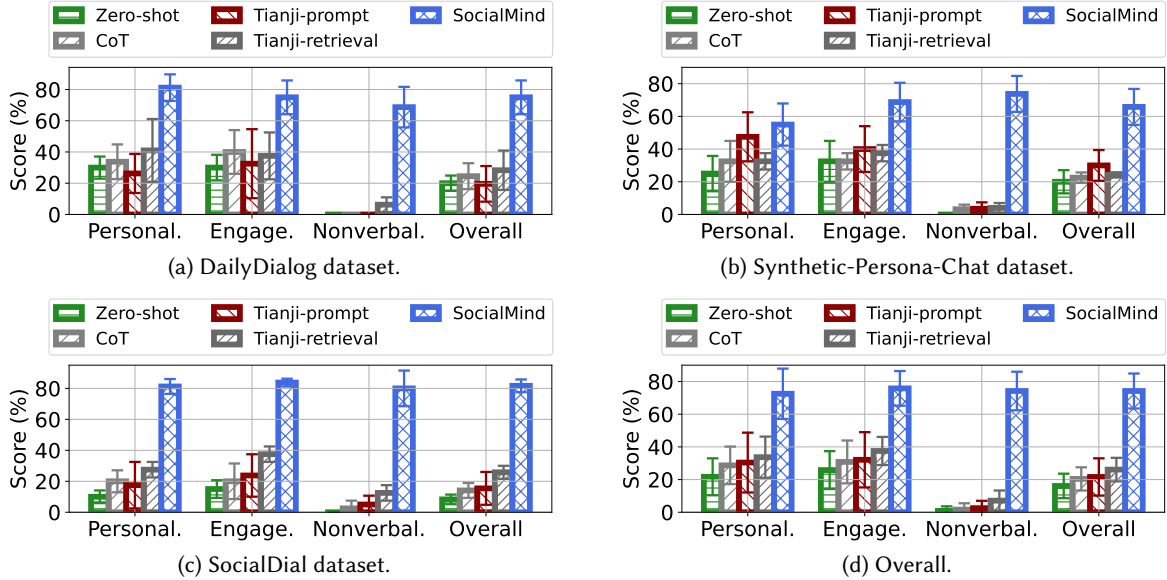 Zero-shot Tianji-prompt SocialMind
CoT Tianji-retrieval
Score (%)
80
60
40
20
0
Personal. Engage. Nonverbal. Overall
(a) DailyDialog dataset.
Zero-shot Tianji-prompt SocialMind
CoT Tianji-retrieval
Score (%)
80
60
40
20
0
Personal. Engage. Nonverbal. Overall
(b) Synthetic-Persona-Chat dataset.
Zero-shot Tianji-prompt SocialMind
CoT Tianji-retrieval
Score (%)
80
60
40
20
0
Personal. Engage. Nonverbal. Overall
(c) SocialDial dataset.
Zero-shot Tianji-prompt SocialMind
CoT Tianji-retrieval
Score (%)
80
60
40
20
0
Personal. Engage. Nonverbal. Overall
(d) Overall.